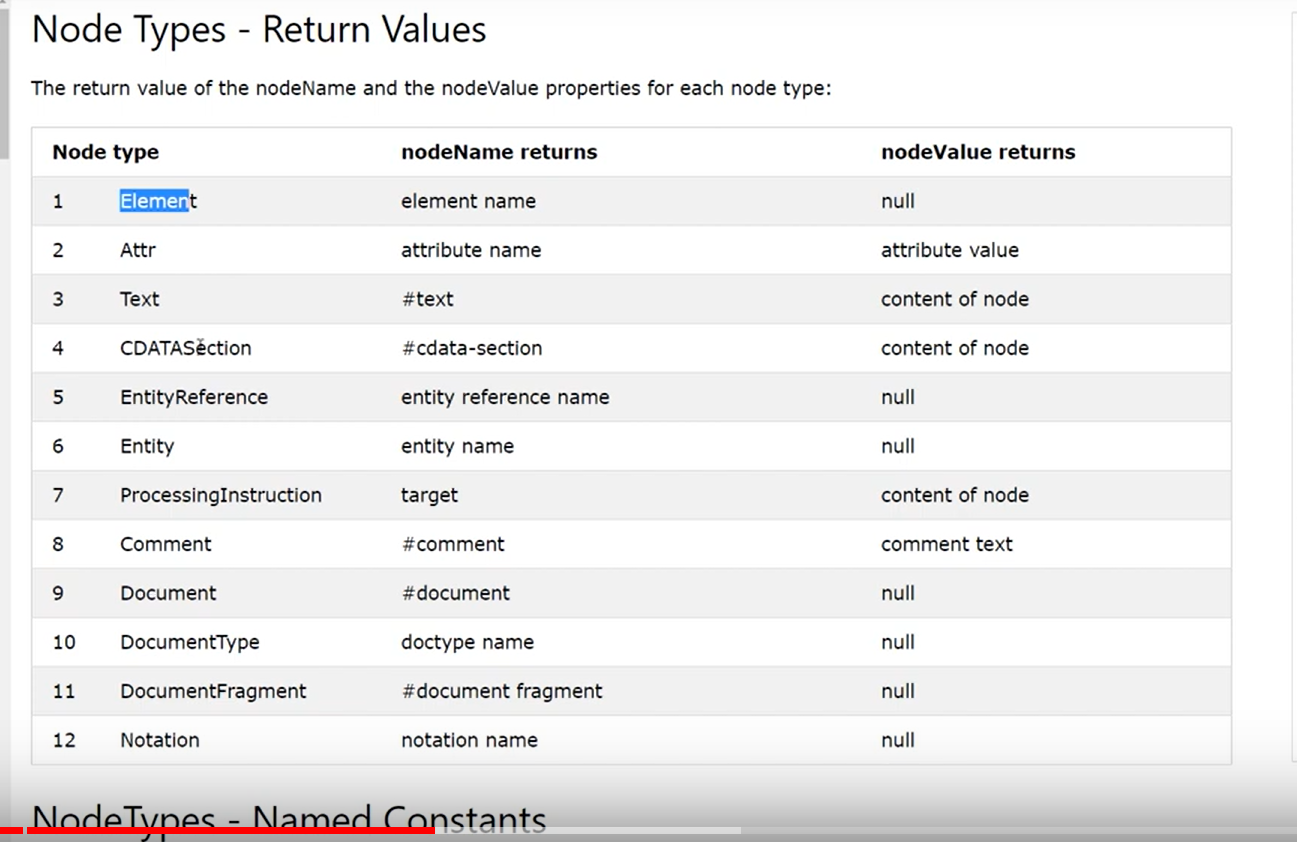 Node Types - Return Values
The return value of the nodeName and the nodeValue properties for each node type:
Node type nodeName returns nodeValue returns
1 Element element name null
2 Attr attribute name attribute value
3 Text #text content of node
4 CDATASection #cdata-section content of node
5 EntityReference entity reference name null
6 Entity entity name null
7 ProcessingInstruction target content of node
8 Comment #comment comment text
9 Document #document null
10 DocumentType doctype name null
11 DocumentFragment #document fragment null
12 Notation notation name null
NodeTypes - Named Constants